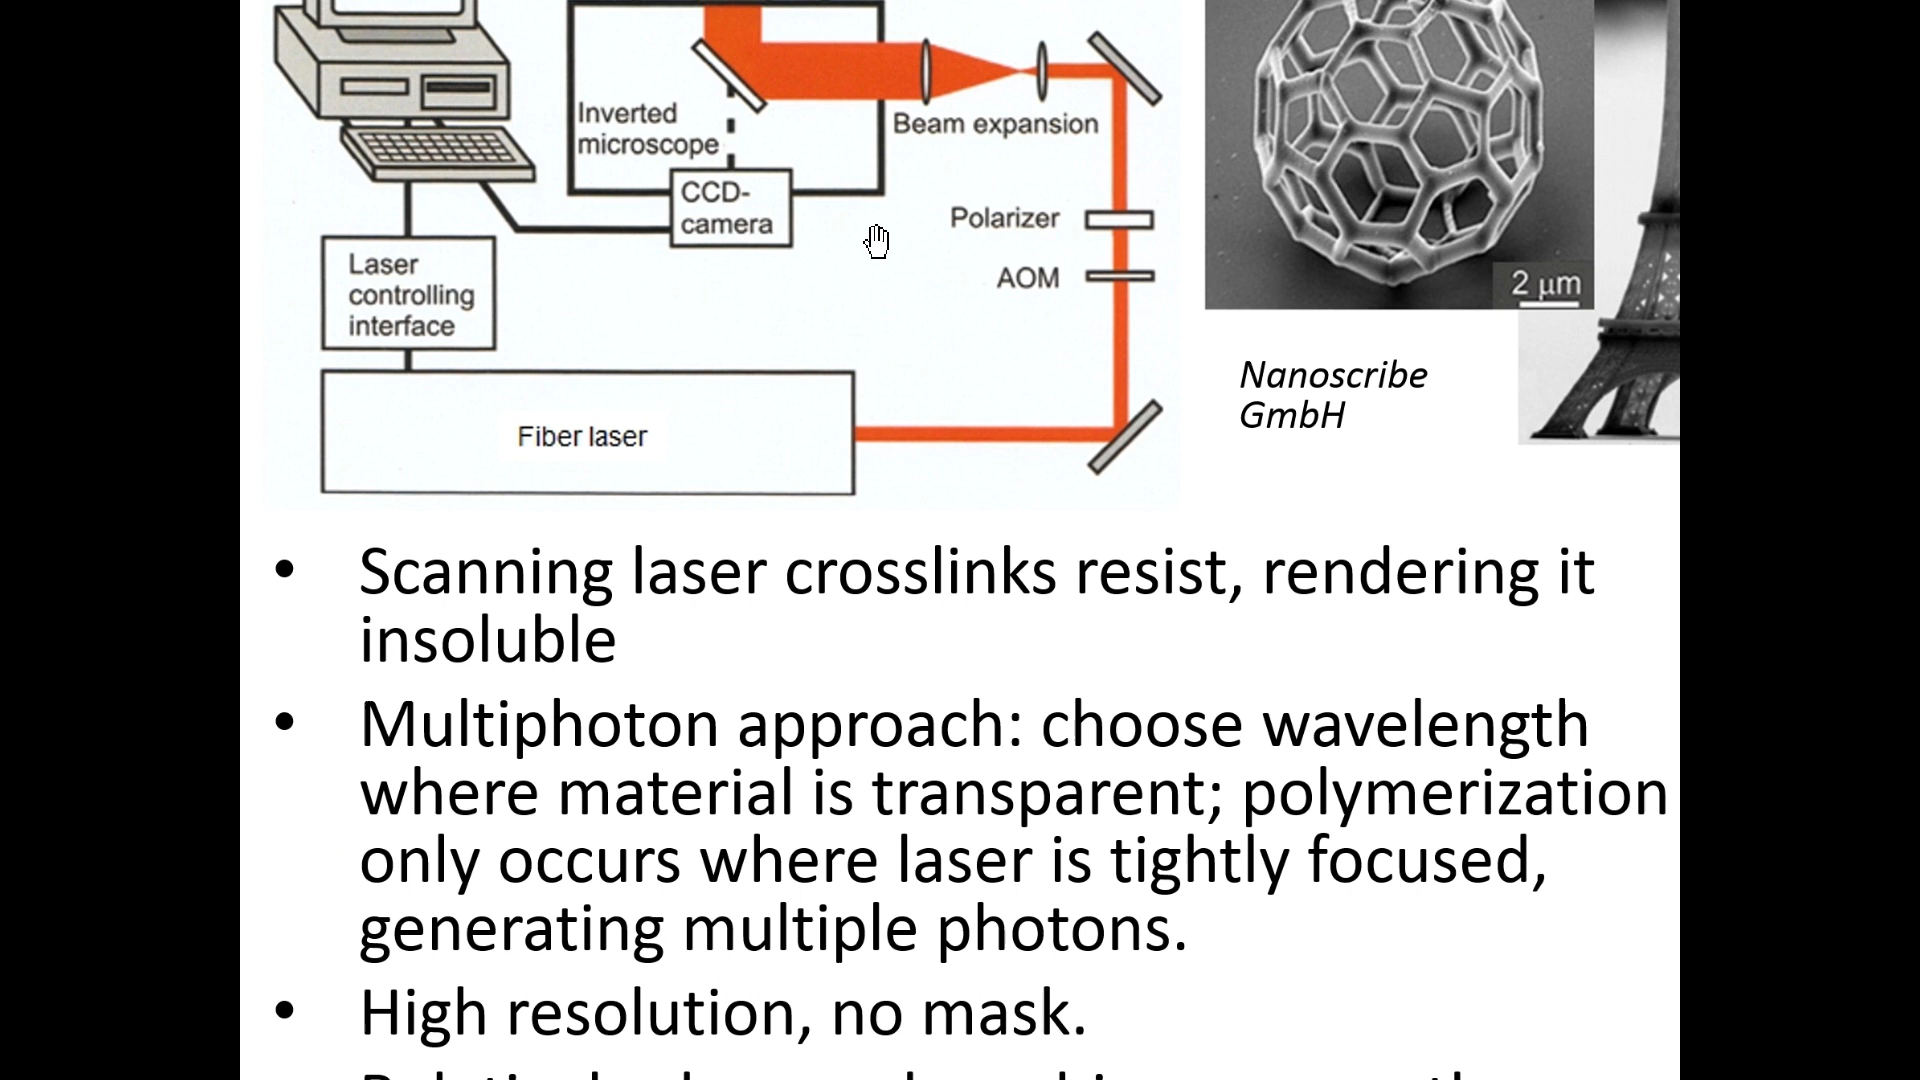 Inverted
microscope
Beam expansion
CCD-
camera
Polarizer
AOM
Laser
controlling
interface
Fiber laser
2 μm
Nanoscribe
GmbH
• Scanning laser crosslinks resist, rendering it
insoluble
• Multiphoton approach: choose wavelength
where material is transparent; polymerization
only occurs where laser is tightly focused,
generating multiple photons.
• High resolution, no mask.